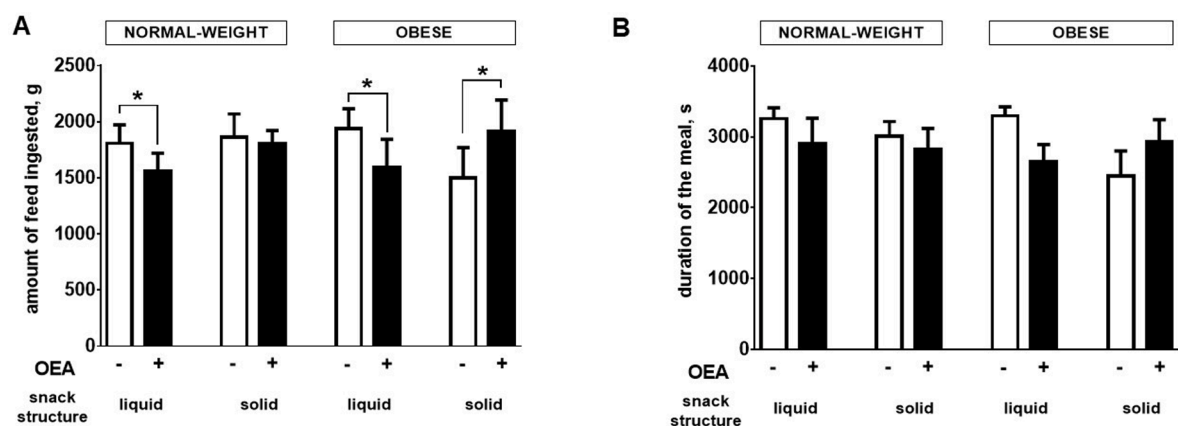 A
NORMAL-WEIGHT OBESE
amount of feed ingested, g
2500
2000
1500
1000
500
0
* * *
OEA - + - + - + - +
snack structure liquid solid liquid solid
B
NORMAL-WEIGHT OBESE
duration of the meal, s
4000
3000
2000
1000
0
OEA - + - + - + - +
snack structure liquid solid liquid solid